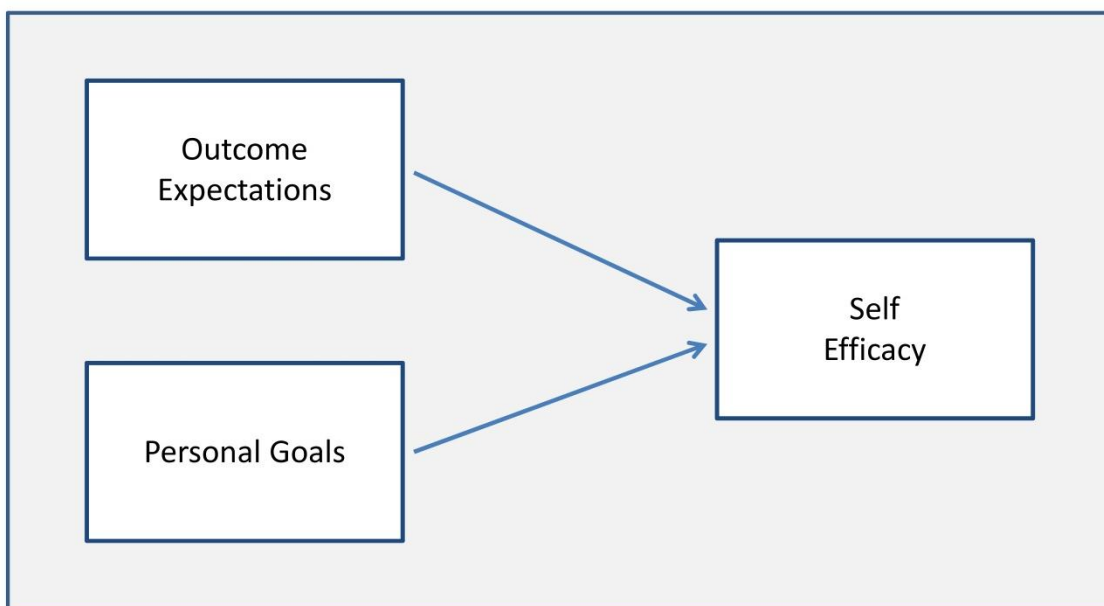 Outcome
Expectations
Self
Efficacy
Personal Goals